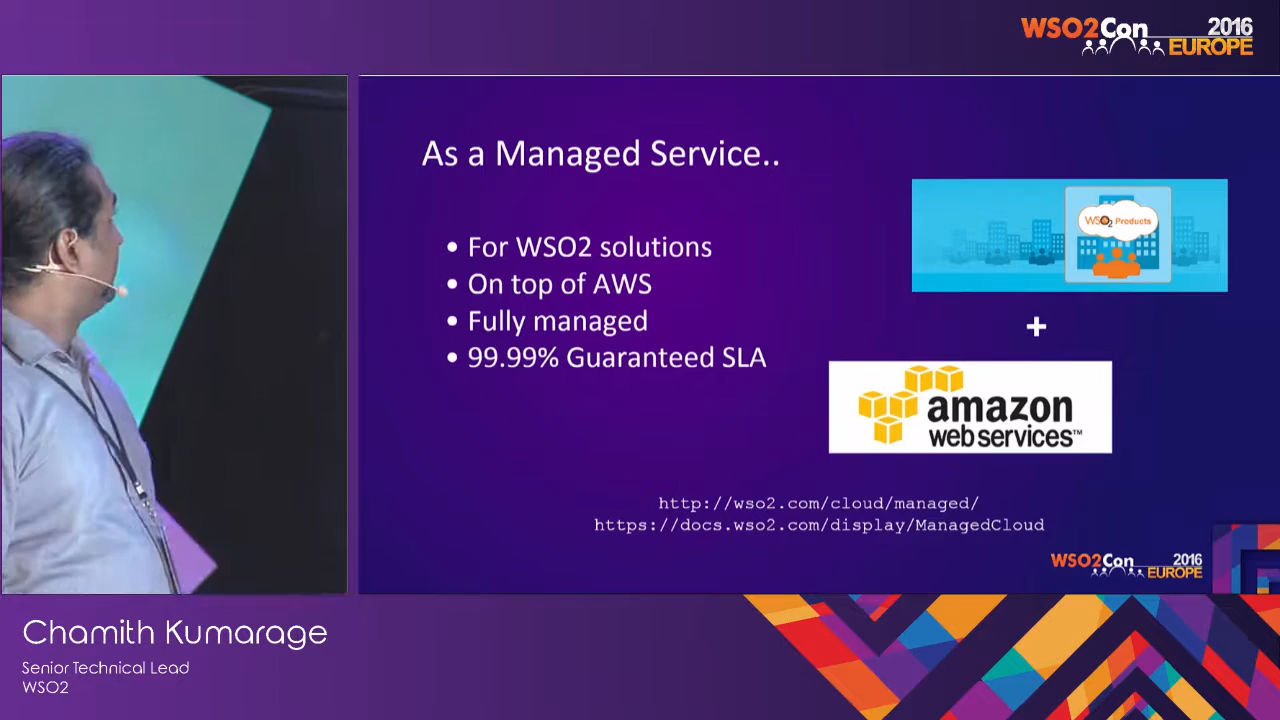 WSO2Con 2016
EUROPE
As a Managed Service..
• For WSO2 solutions
• On top of AWS
• Fully managed
• 99.99% Guaranteed SLA
WSO2 Products
+
amazon
web services™
http://wso2.com/cloud/managed/
https://docs.wso2.com/display/ManagedCloud
WSO2Con 2016
EUROPE
Chamith Kumarage
Senior Technical Lead
WSO2